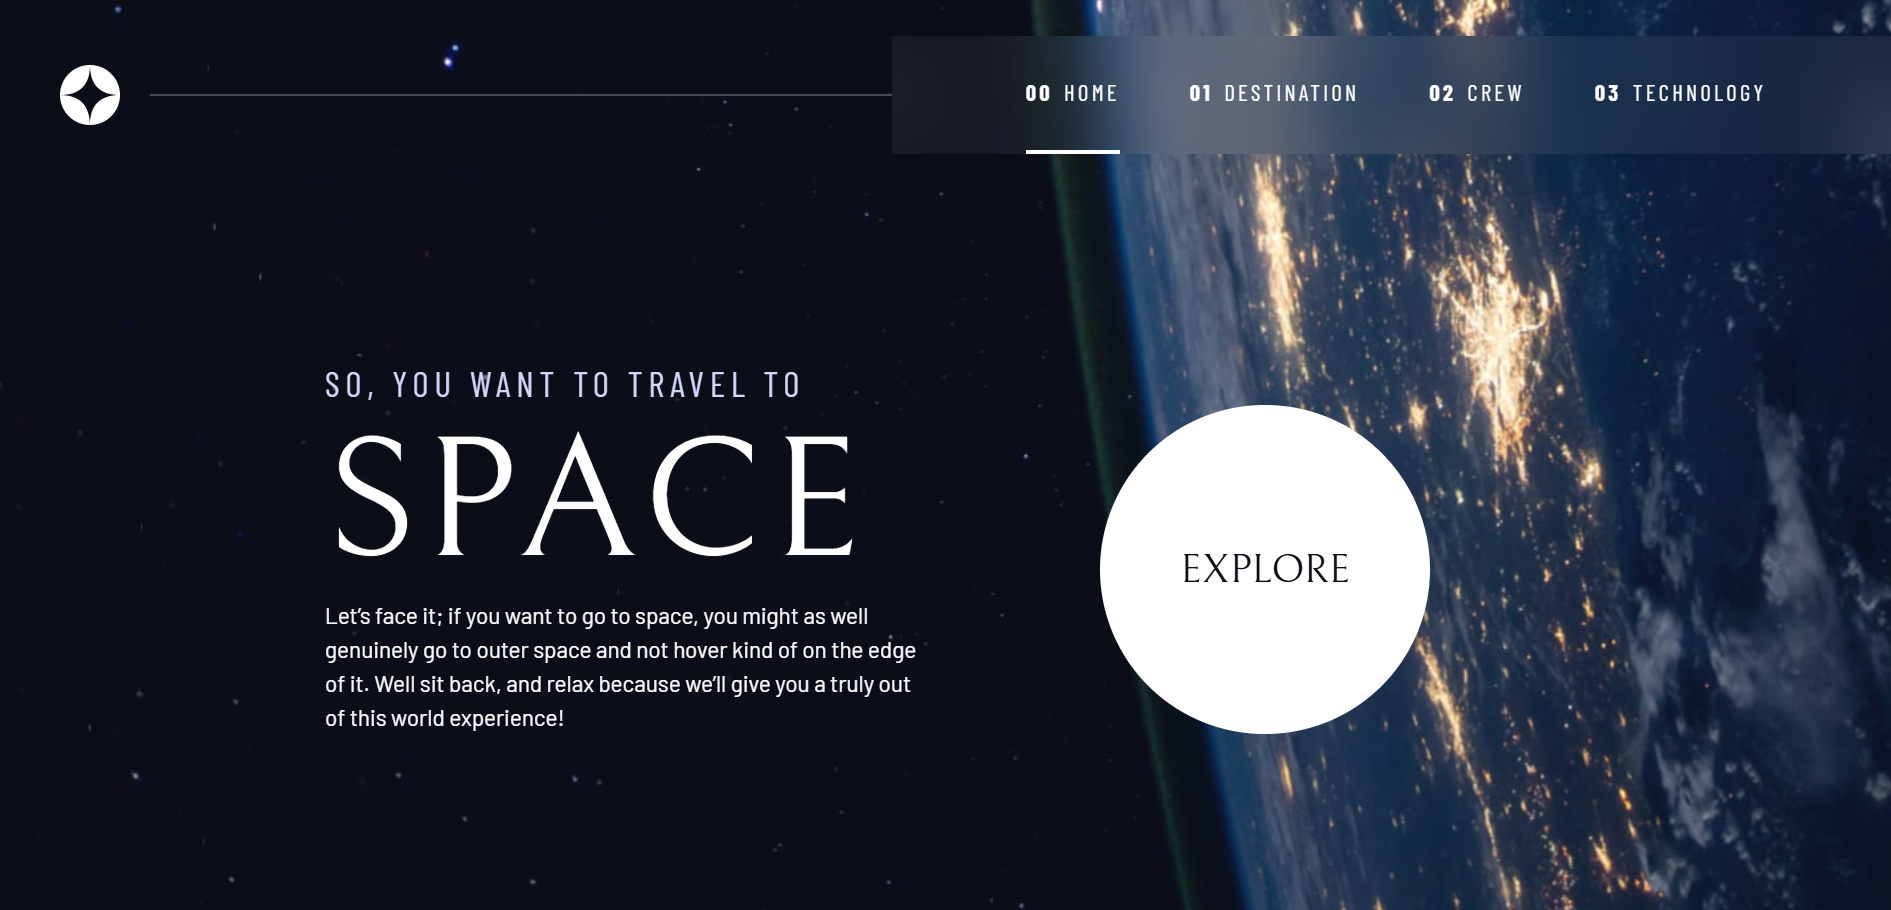 00 HOME 01 DESTINATION 02 CREW 03 TECHNOLOGY
SO, YOU WANT TO TRAVEL TO
SPACE
Let’s face it; if you want to go to space, you might as well
genuinely go to outer space and not hover kind of on the edge
of it. Well sit back, and relax because we’ll give you a truly out
of this world experience!
EXPLORE